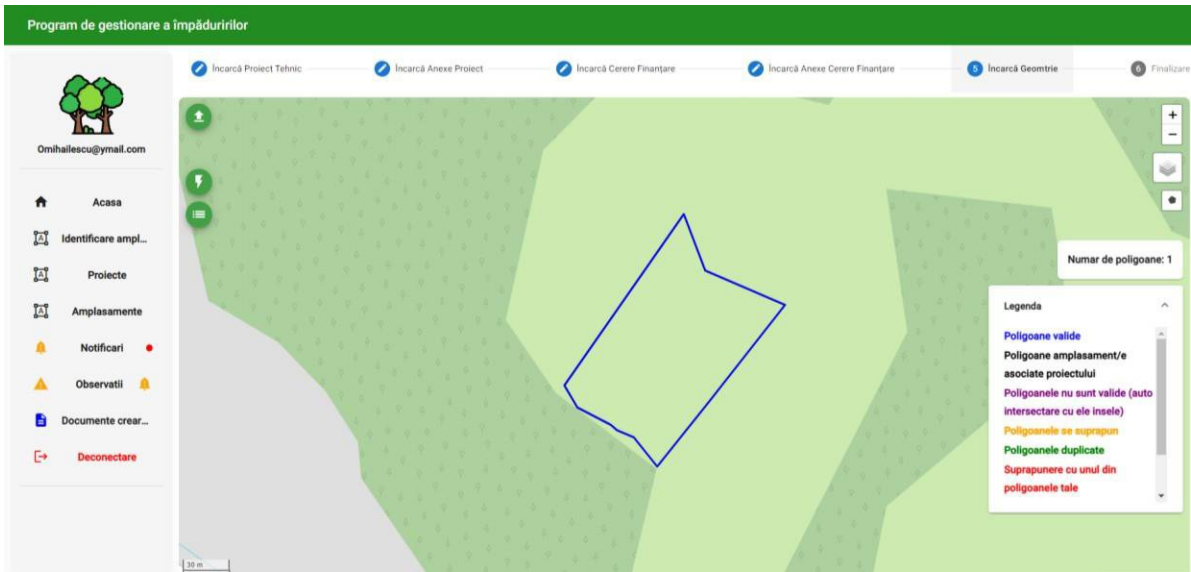 Program de gestionare a împăduririlor
Încarcă Proiect Tehnic
Încarcă Anexe Proiect
Încarcă Cerere Finanțare
Încarcă Anexe Cerere Finanțare
5 Încarcă Geomtrie
6 Finalizare
Omihailescu@ymail.com
Acasa
Identificare ampl...
Proiecte
Amplasamente
Notificari
Observatii
Documente crear...
Deconectare
+
−
Numar de poligoane: 1
Legenda
Poligoane valide
Poligoane amplasament/e
asociate proiectului
Poligoanele nu sunt valide (auto
intersectare cu ele insele)
Poligoanele se suprapun
Poligoanele duplicate
Suprapunere cu unul din
poligoanele tale
30 m